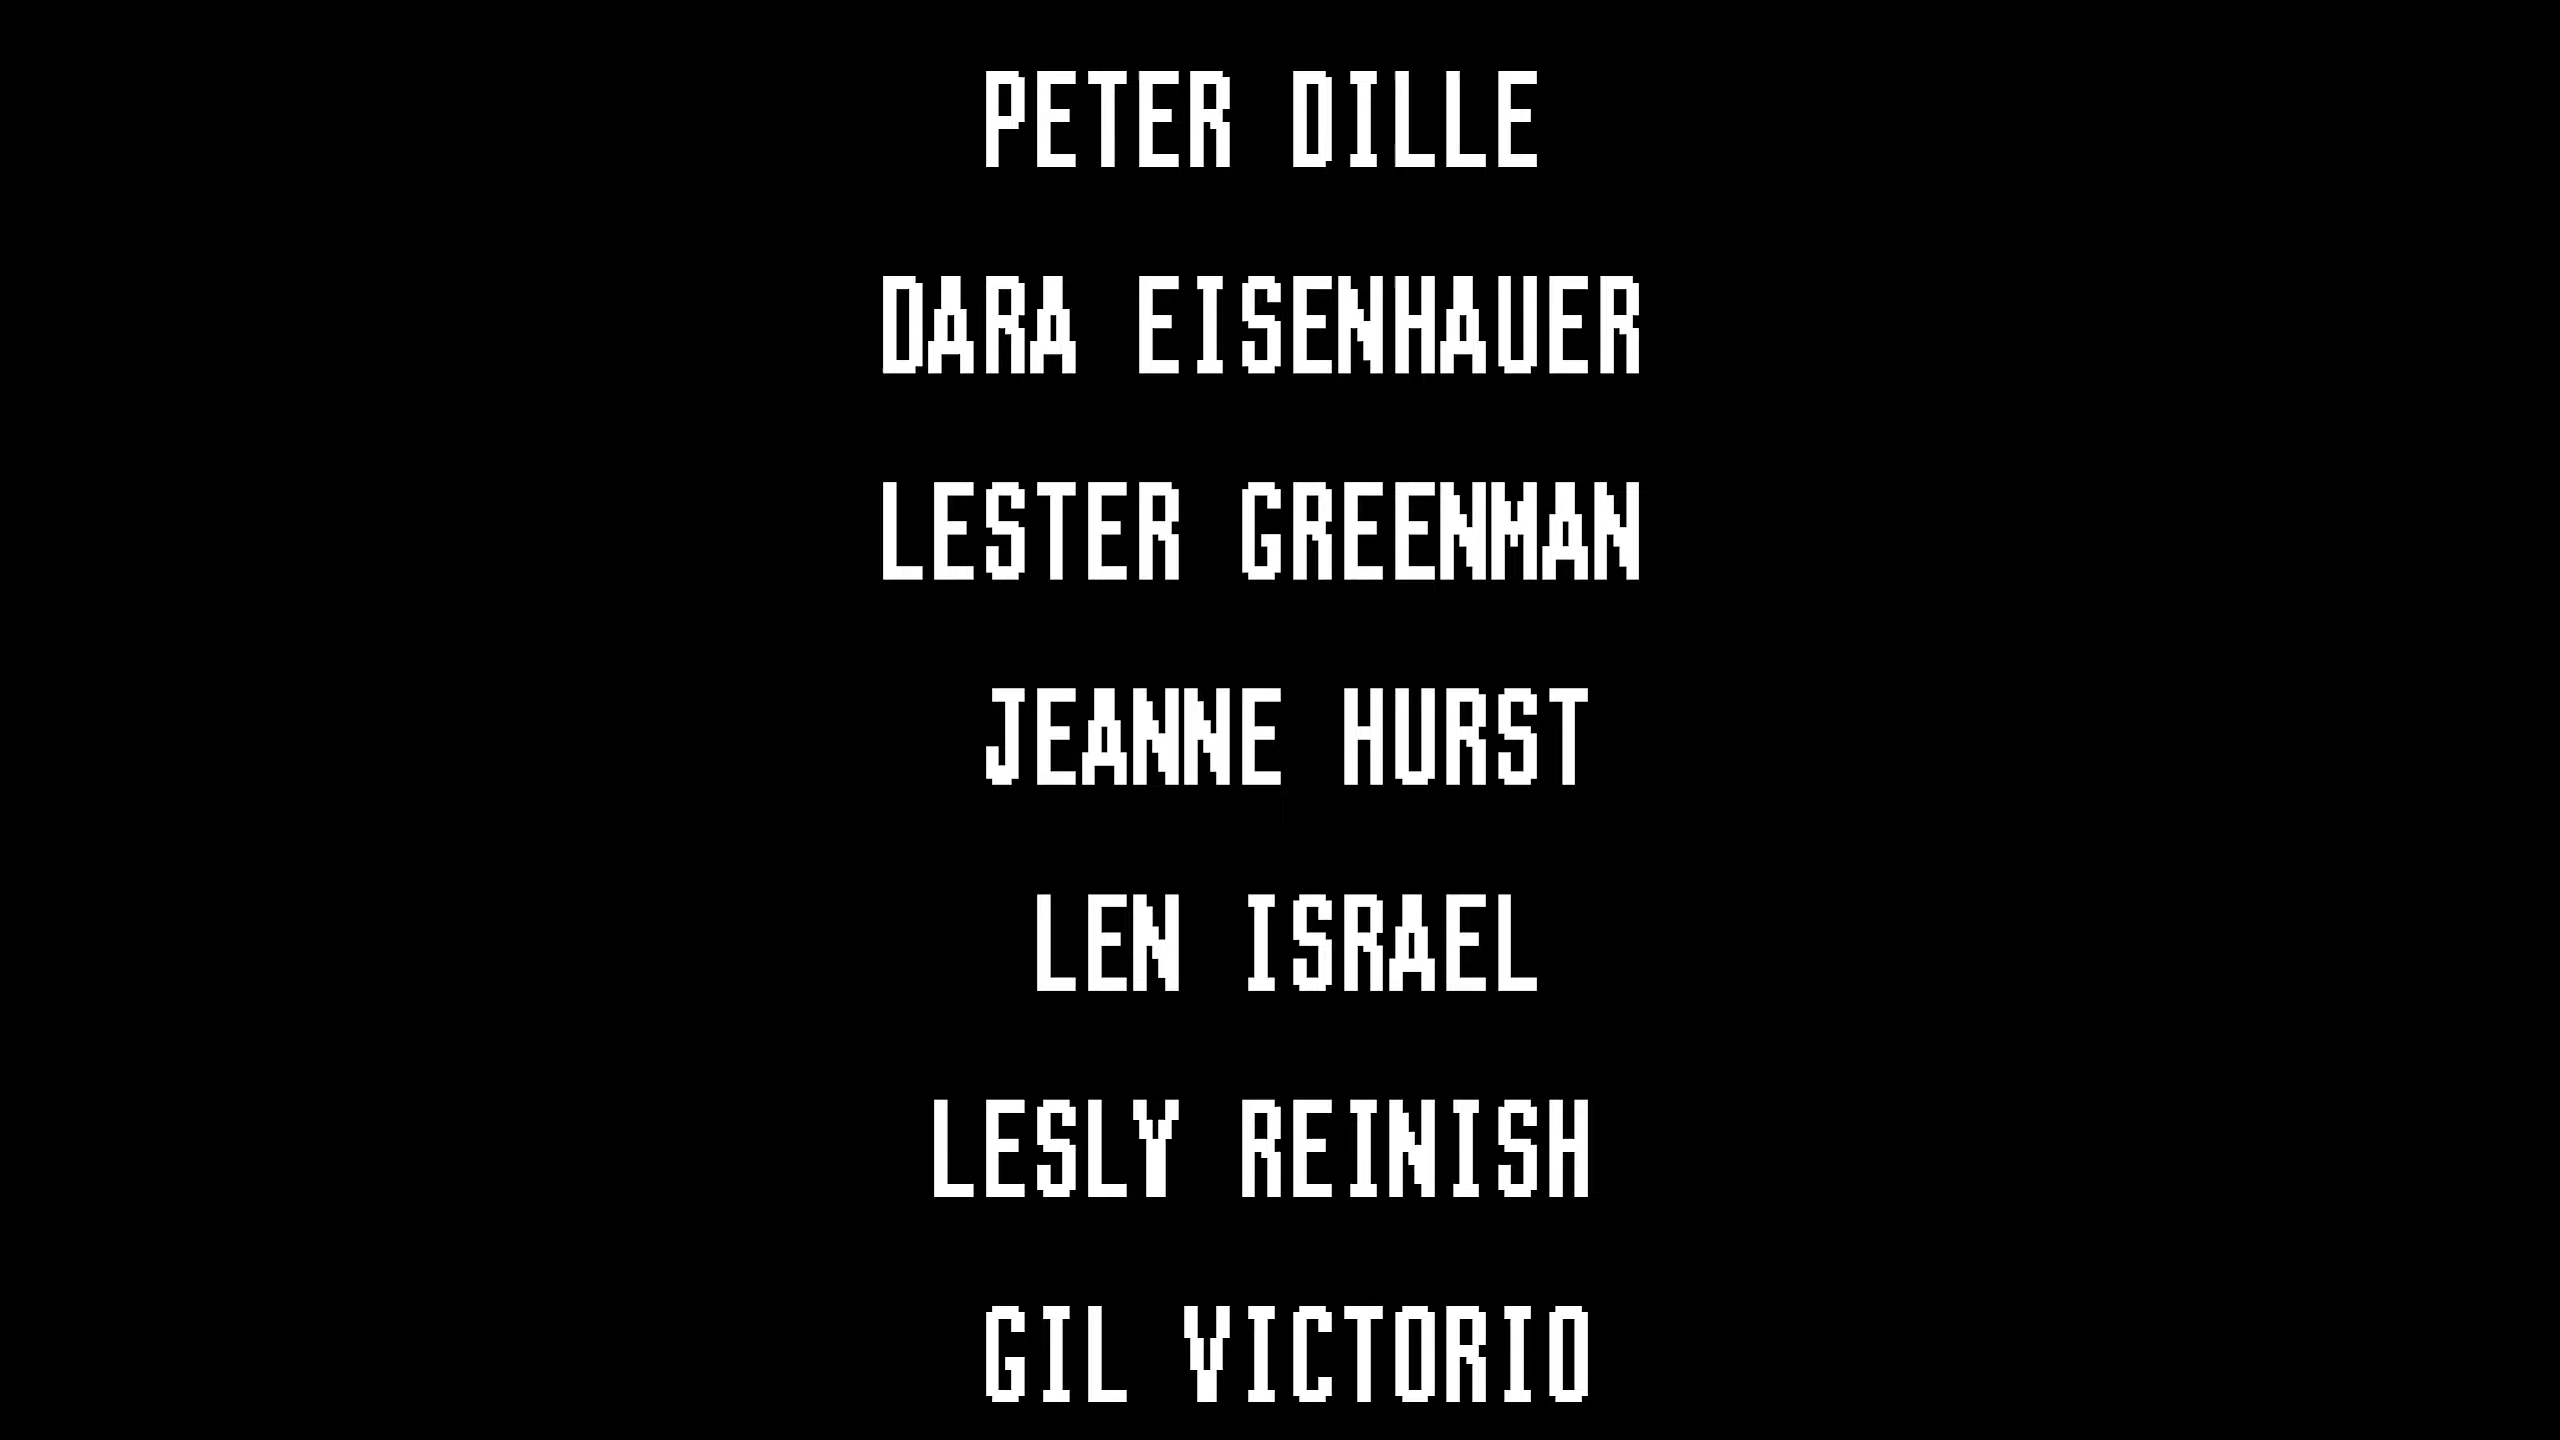 PETER DILLE
DARA EISENHAUER
LESTER GREENMAN
JEANNE HURST
LEN ISRAEL
LESLY REINISH
GIL VICTORIO